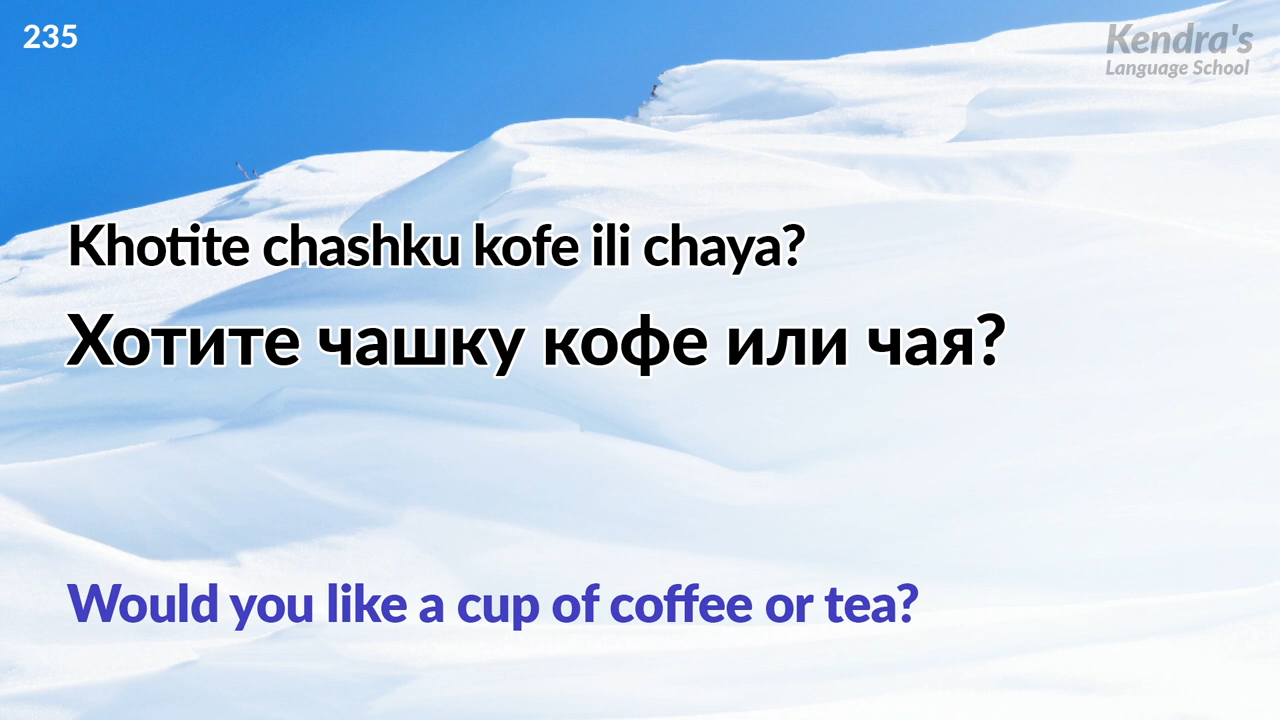 235
Kendra's
Language School
Khotite chashku kofe ili chaya?
Хотите чашку кофе или чая?
Would you like a cup of coffee or tea?